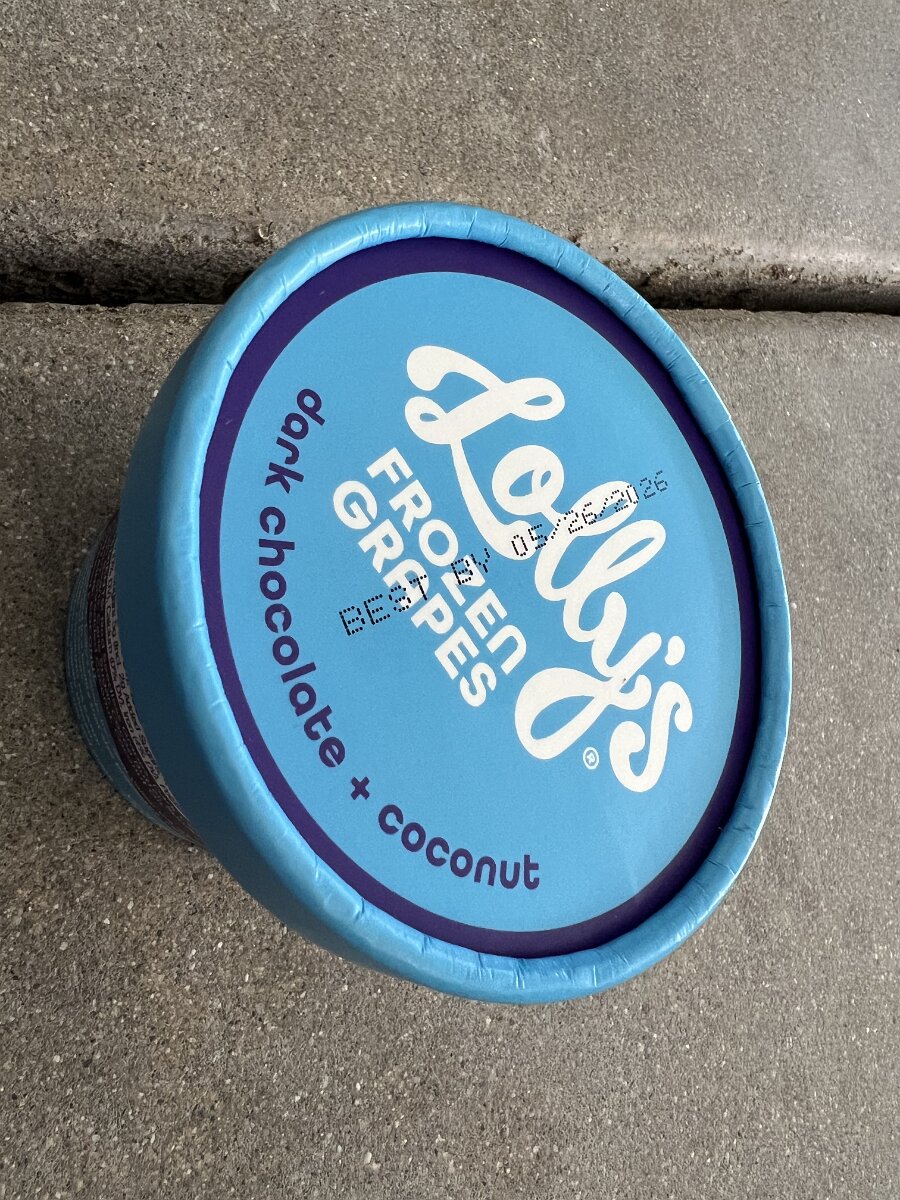 Lolly's®
FROZEN
GRAPES
BEST BY 05/26/2026
dark chocolate + coconut